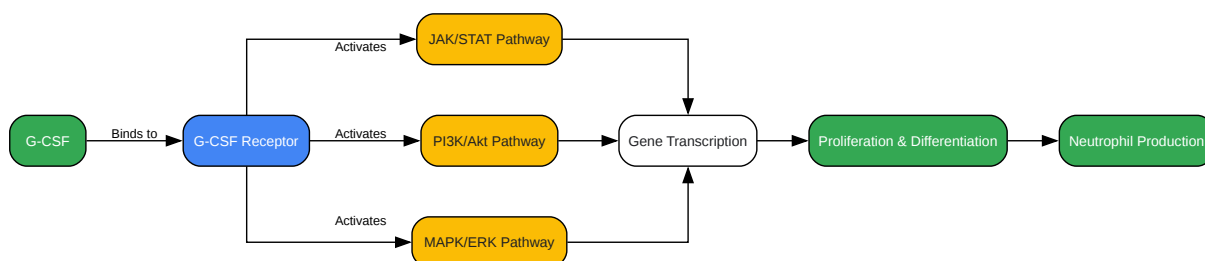 JAK/STAT Pathway
Activates
G-CSF
Binds to
G-CSF Receptor
Activates
PI3K/Akt Pathway
Gene Transcription
Proliferation & Differentiation
Neutrophil Production
Activates
MAPK/ERK Pathway